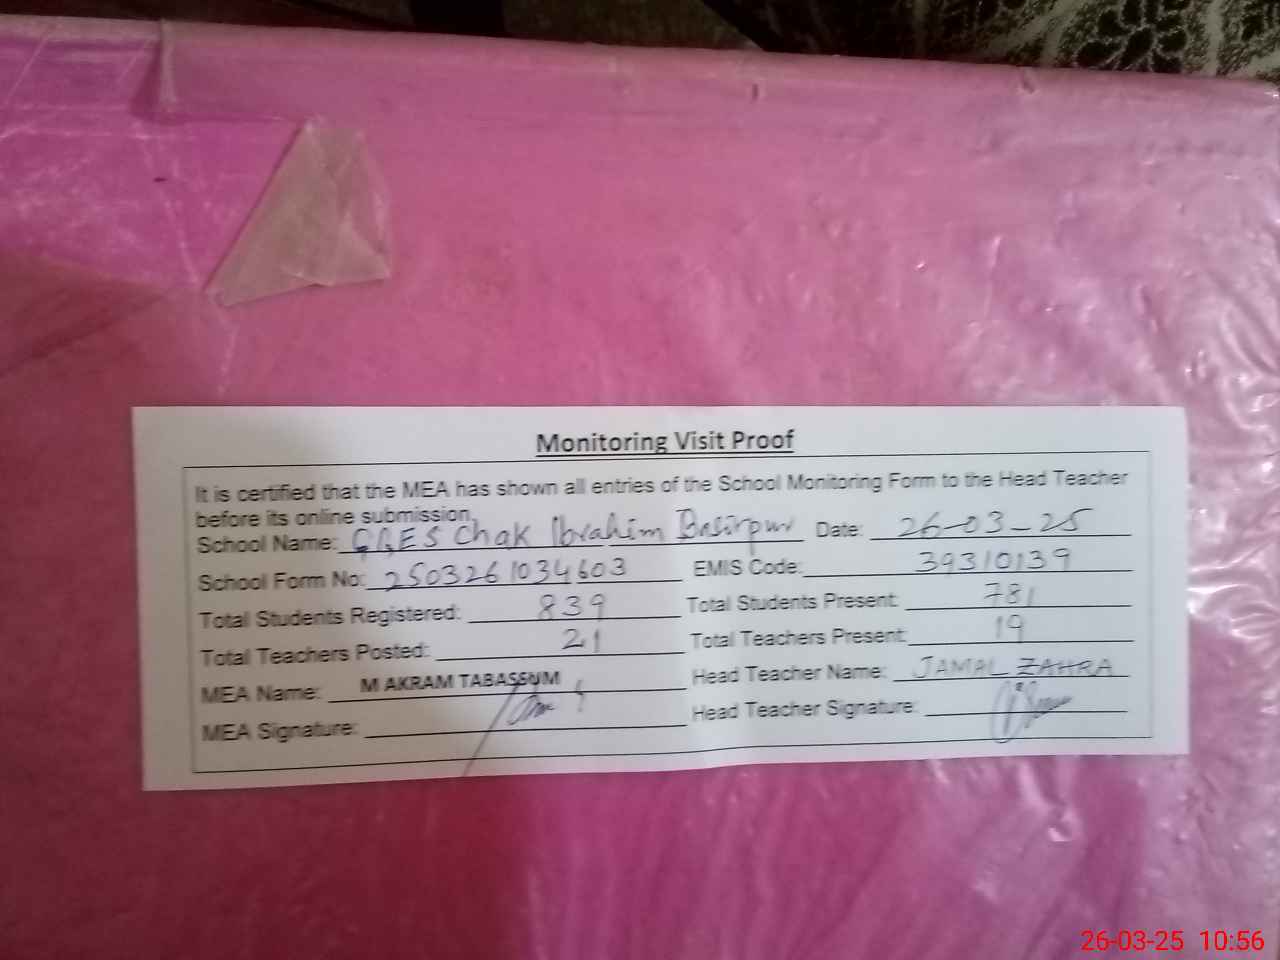 Monitoring Visit Proof
It is certified that the MEA has shown all entries of the School Monitoring Form to the Head Teacher
before its online submission.
School Name: GGES Chak Ibrahim Basirpur Date: 26-03-25
School Form No: 2503261034603 EMIS Code: 39310139
Total Students Registered: 839 Total Students Present: 781
Total Teachers Posted: 21 Total Teachers Present: 19
MEA Name: M AKRAM TABASSUM Head Teacher Name: JAMAL ZAHRA
MEA Signature: Head Teacher Signature:
26-03-25 10:56